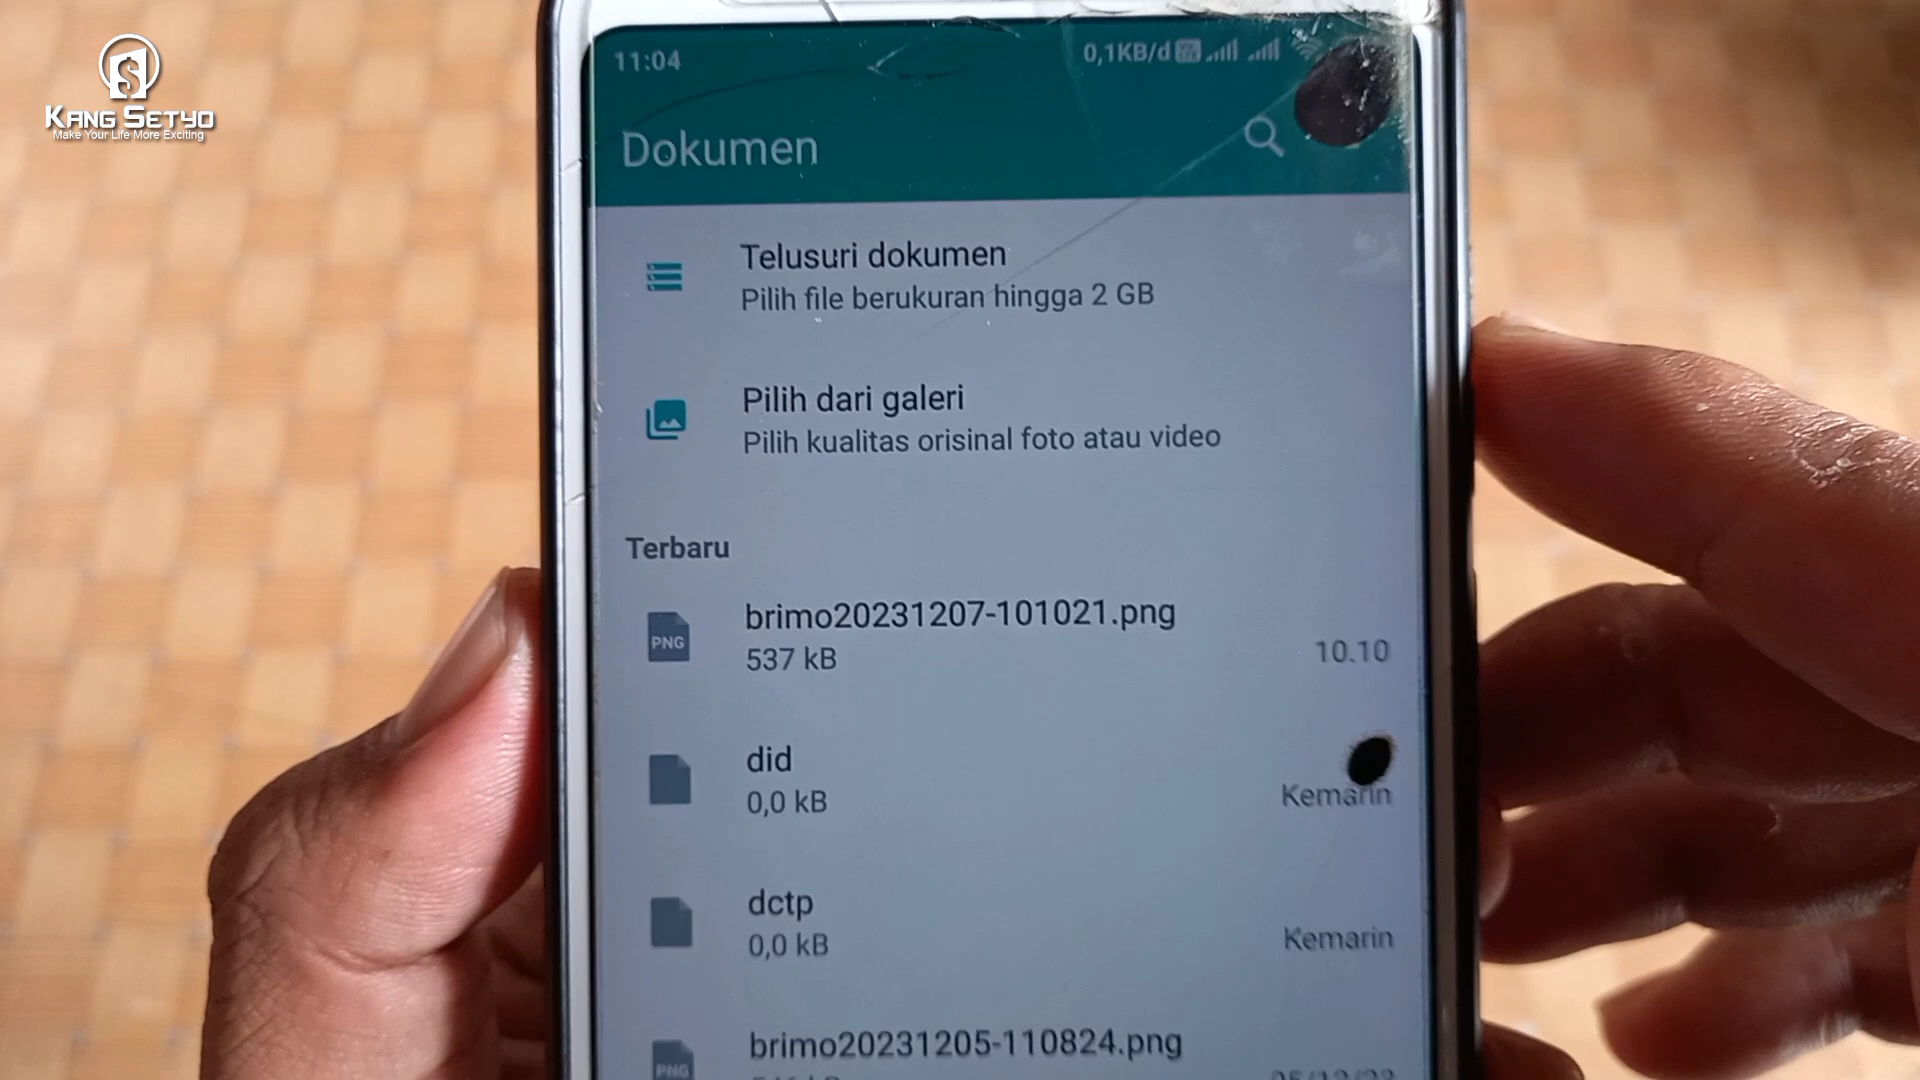 KANG SETYO
Make Your Life More Exciting
11:04
0,1KB/d
Dokumen
Telusuri dokumen
Pilih file berukuran hingga 2 GB
Pilih dari galeri
Pilih kualitas orisinal foto atau video
Terbaru
PNG
brimo20231207-101021.png
537 kB
10.10
did
0,0 kB
Kemarin
dctp
0,0 kB
Kemarin
PNG
brimo20231205-110824.png